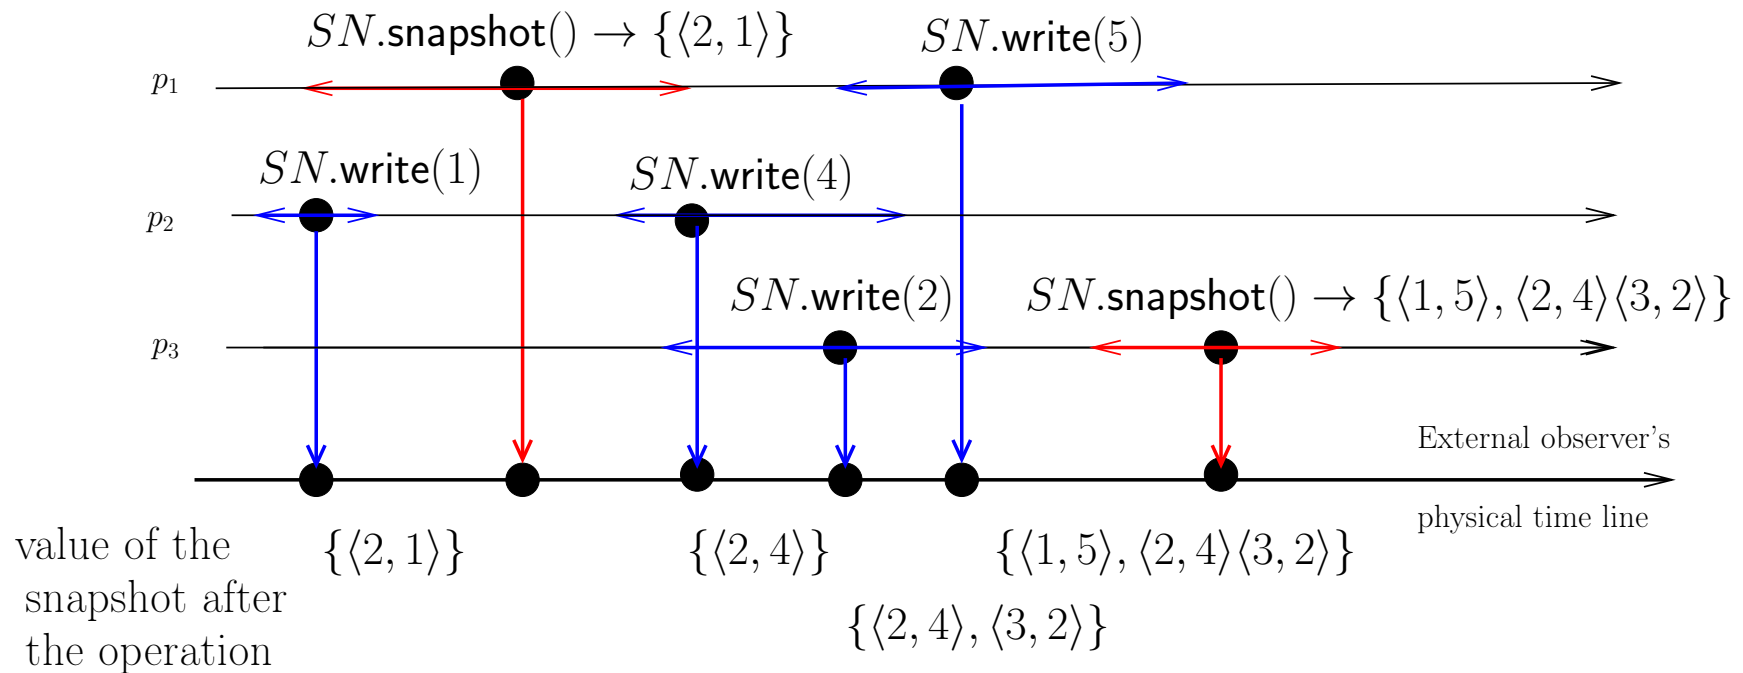 SN.snapshot() → {⟨2, 1⟩}
SN.write(5)
p₁
SN.write(1)
SN.write(4)
p₂
SN.write(2)
SN.snapshot() → {⟨1, 5⟩, ⟨2, 4⟩⟨3, 2⟩}
p₃
External observer's
physical time line
value of the
snapshot after
the operation
{⟨2, 1⟩}
{⟨2, 4⟩}
{⟨1, 5⟩, ⟨2, 4⟩⟨3, 2⟩}
{⟨2, 4⟩, ⟨3, 2⟩}